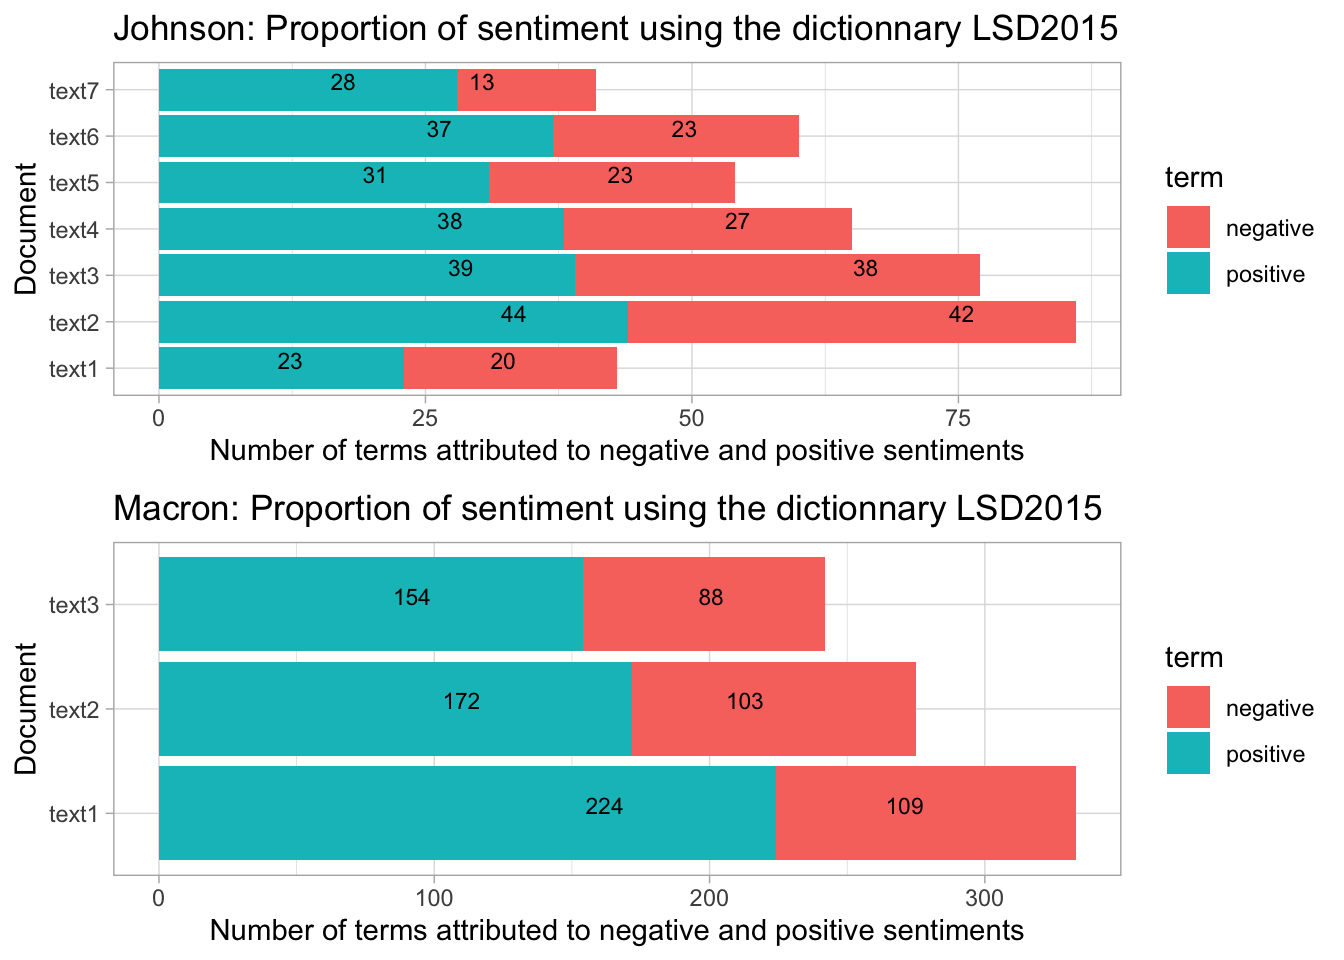 Johnson: Proportion of sentiment using the dictionnary LSD2015
text7
28
13
text6
37
23
text5
31
23
text4
38
27
text3
39
38
text2
44
42
text1
23
20
Document
0
25
50
75
Number of terms attributed to negative and positive sentiments
term
negative
positive
Macron: Proportion of sentiment using the dictionnary LSD2015
text3
154
88
text2
172
103
text1
224
109
Document
0
100
200
300
Number of terms attributed to negative and positive sentiments
term
negative
positive